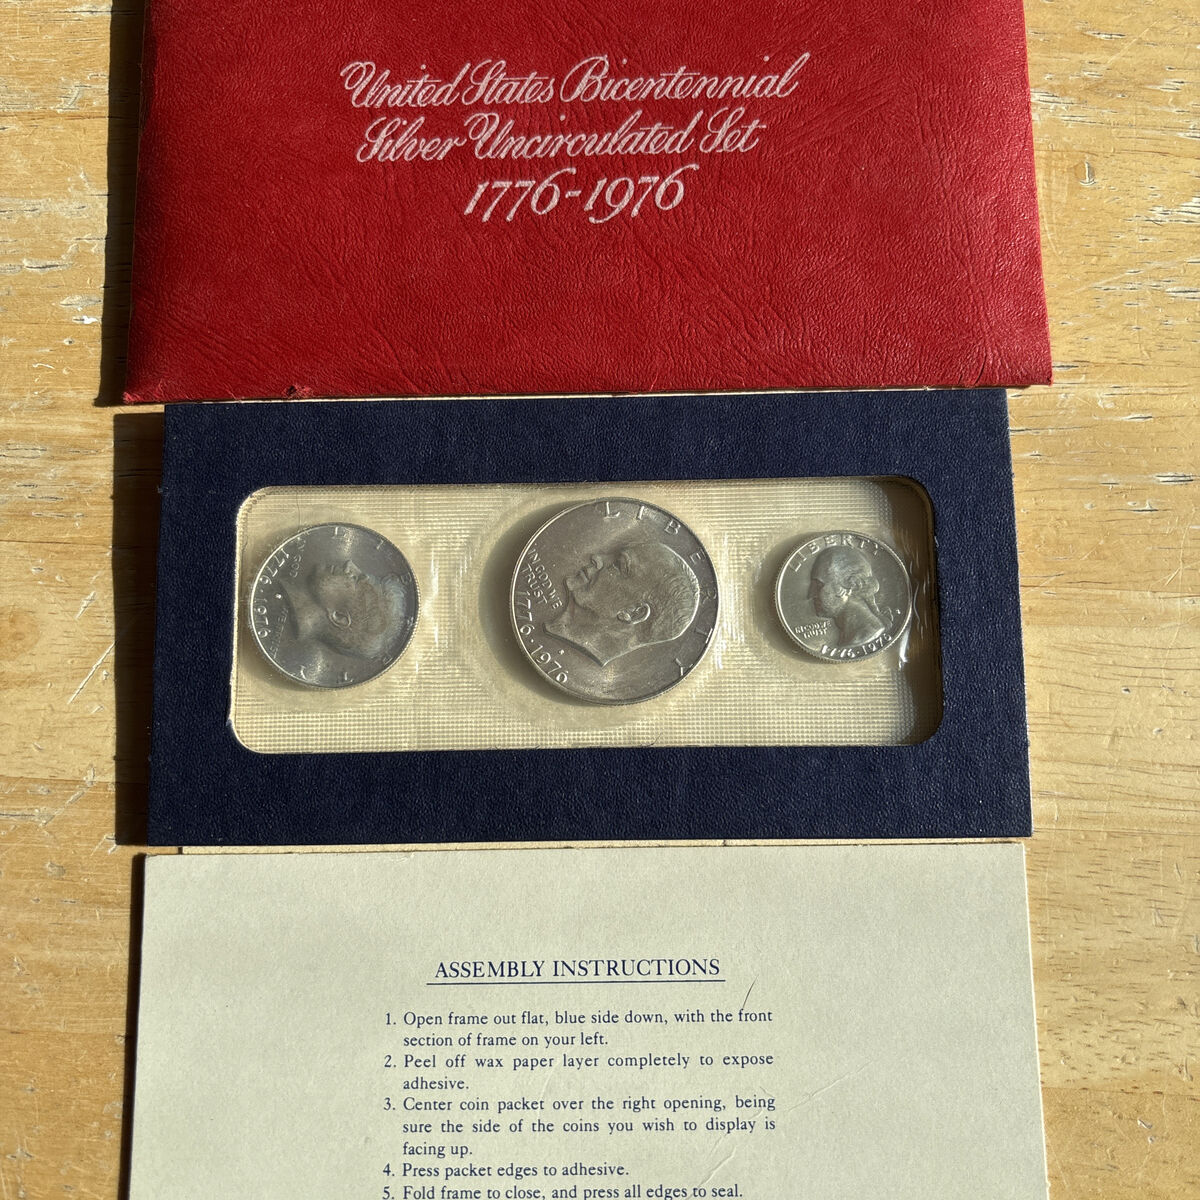 United States Bicentennial
Silver Uncirculated Set
1776-1976
1776·1976
LIBERTY
IN GOD WE
TRUST
1776·1976
LIBERTY
IN GOD WE
TRUST
1776·1976
ASSEMBLY INSTRUCTIONS
1. Open frame out flat, blue side down, with the front
section of frame on your left.
2. Peel off wax paper layer completely to expose
adhesive.
3. Center coin packet over the right opening, being
sure the side of the coins you wish to display is
facing up.
4. Press packet edges to adhesive.
5. Fold frame to close, and press all edges to seal.